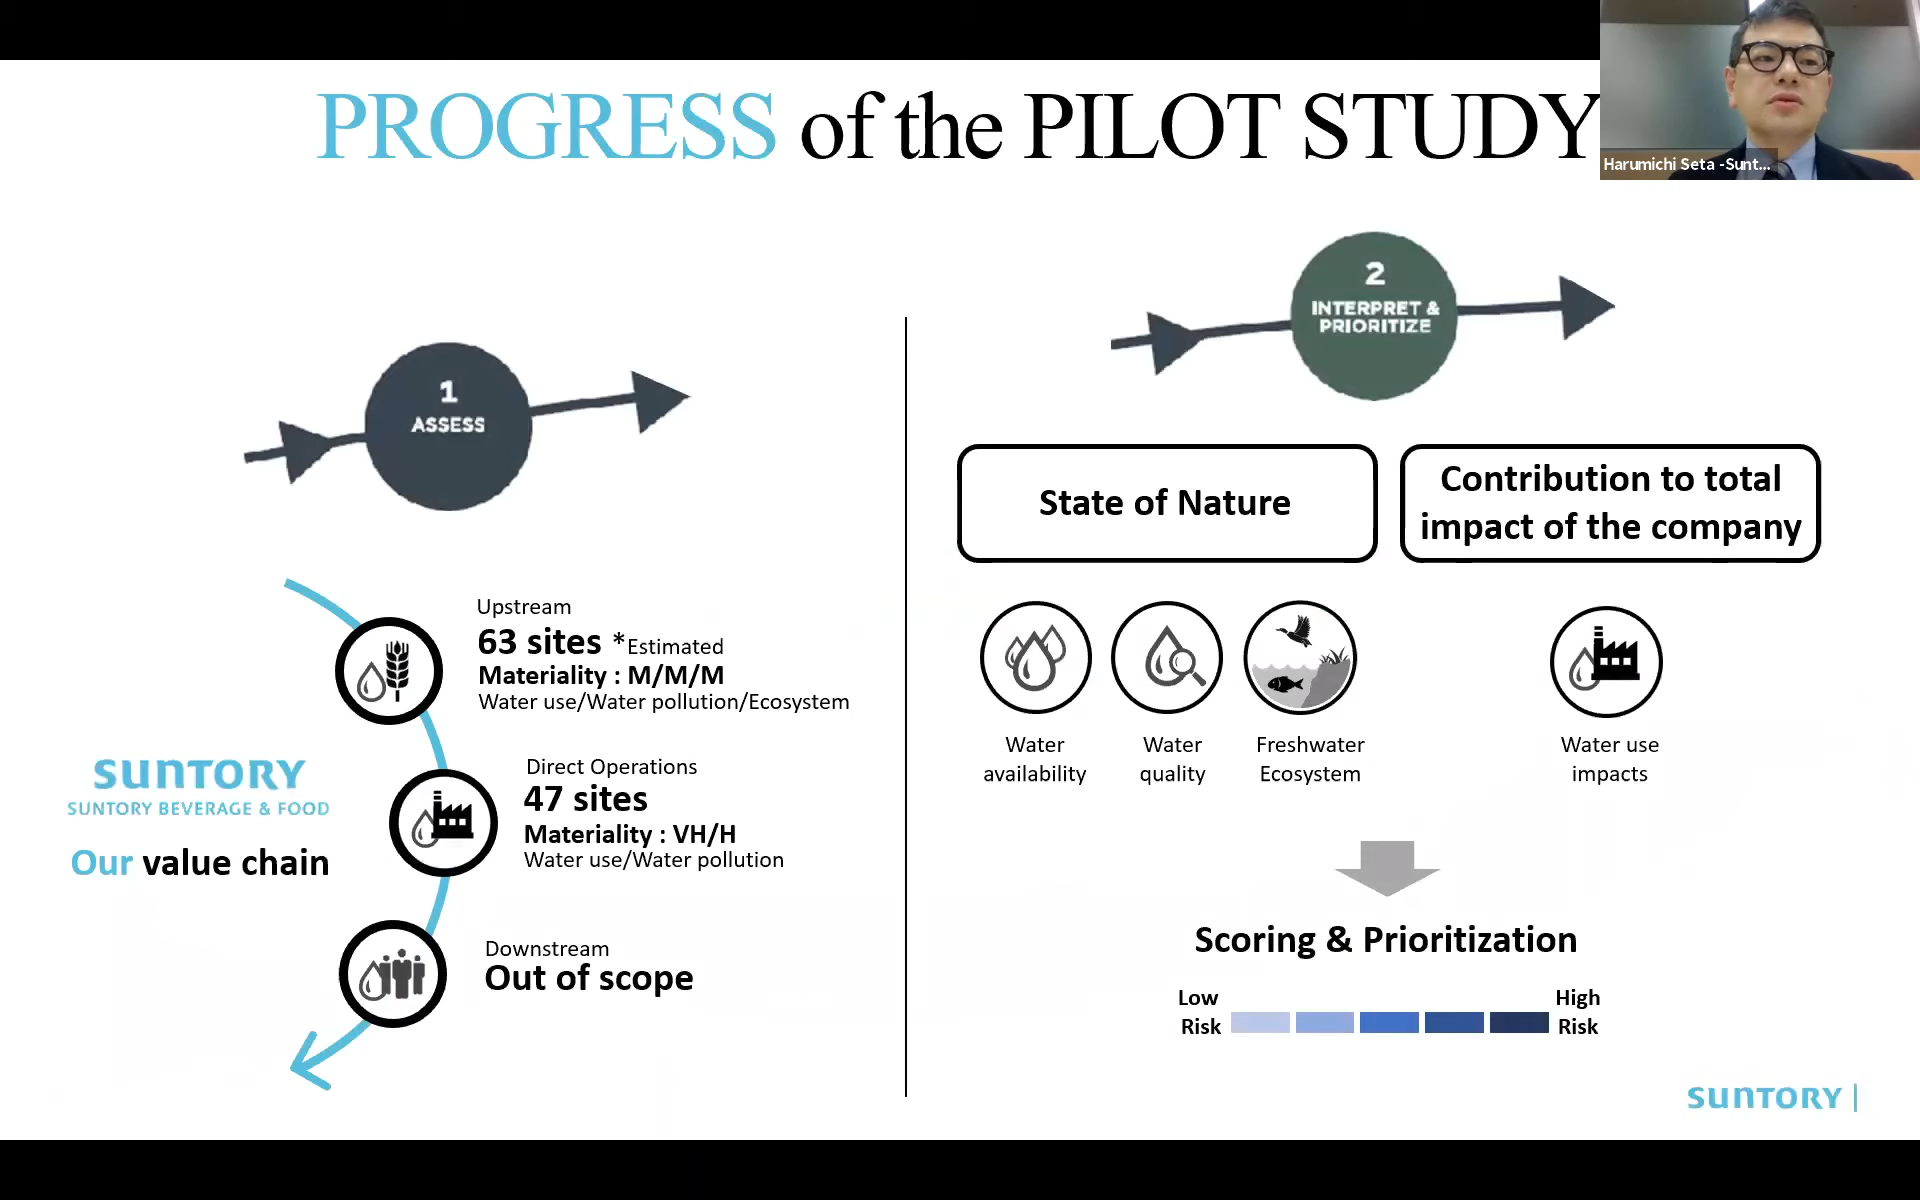 PROGRESS of the PILOT STUDY
Harumichi Seta -Sunt...
1
ASSESS
Upstream
63 sites *Estimated
Materiality : M/M/M
Water use/Water pollution/Ecosystem
SUNTORY
SUNTORY BEVERAGE & FOOD
Our value chain
Direct Operations
47 sites
Materiality : VH/H
Water use/Water pollution
Downstream
Out of scope
2
INTERPRET &
PRIORITIZE
State of Nature
Contribution to total
impact of the company
Water
availability
Water
quality
Freshwater
Ecosystem
Water use
impacts
Scoring & Prioritization
Low
Risk
High
Risk
SUNTORY